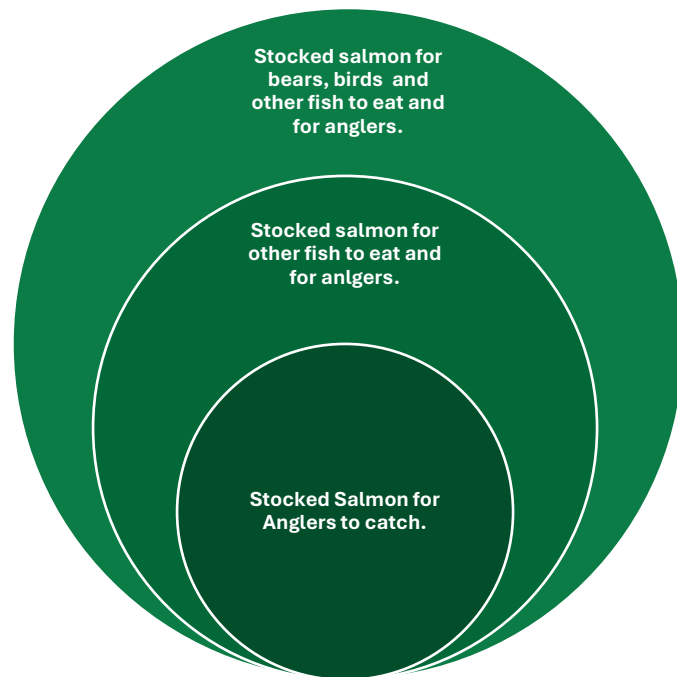 Stocked salmon for
bears, birds and
other fish to eat and
for anglers.
Stocked salmon for
other fish to eat and
for anlgers.
Stocked Salmon for
Anglers to catch.